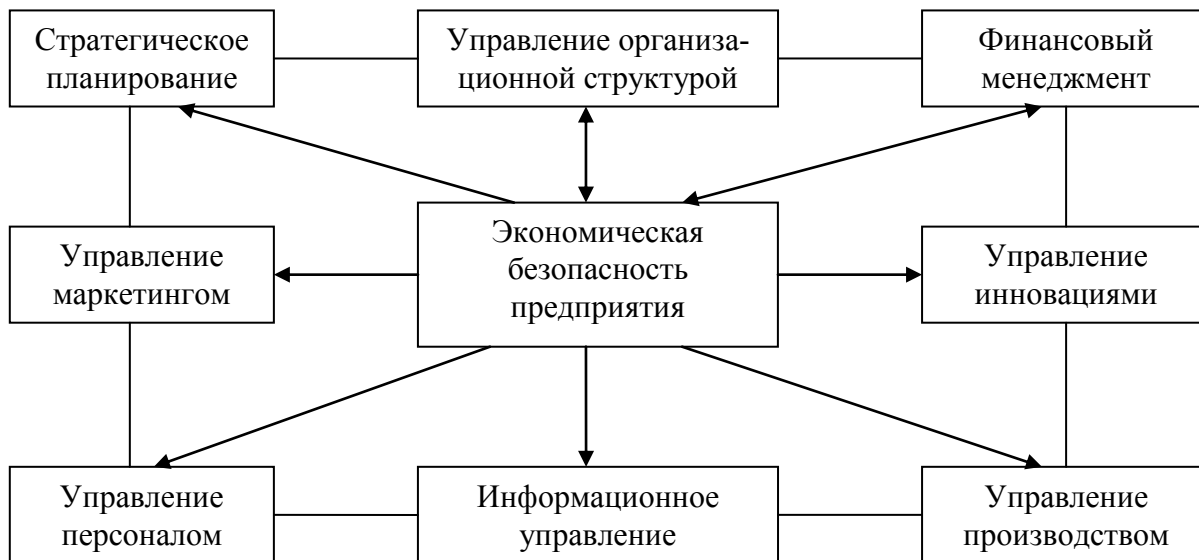 Стратегическое
планирование
Управление организа-
ционной структурой
Финансовый
менеджмент
Управление
маркетингом
Экономическая
безопасность
предприятия
Управление
инновациями
Управление
персоналом
Информационное
управление
Управление
производством